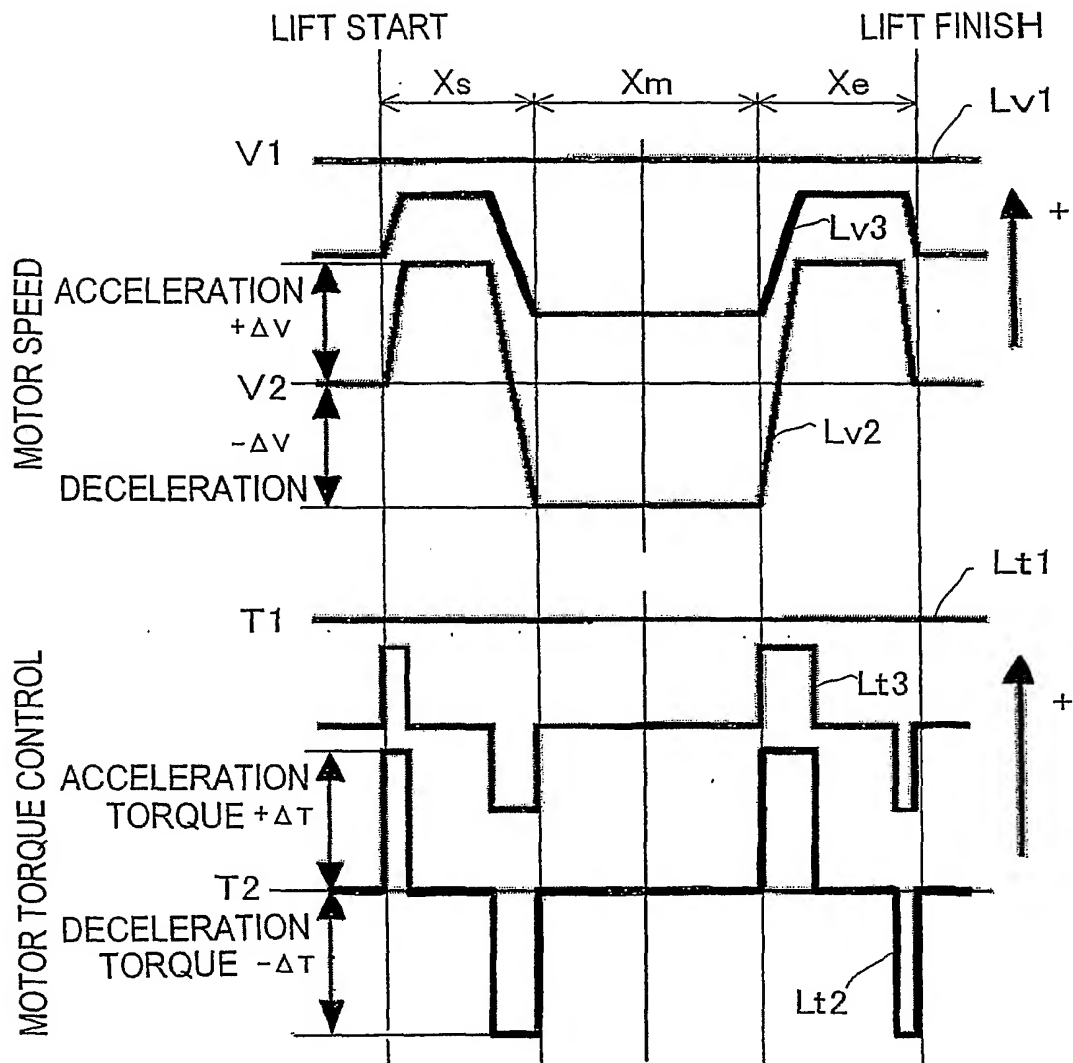 LIFT START
LIFT FINISH
Xs
Xm
Xe
Lv1
V1
+
Lv3
MOTOR SPEED
ACCELERATION
+ΔV
V2
-ΔV
Lv2
DECELERATION
Lt1
T1
Lt3
+
MOTOR TORQUE CONTROL
ACCELERATION
TORQUE +ΔT
T2
DECELERATION
TORQUE -ΔT
Lt2